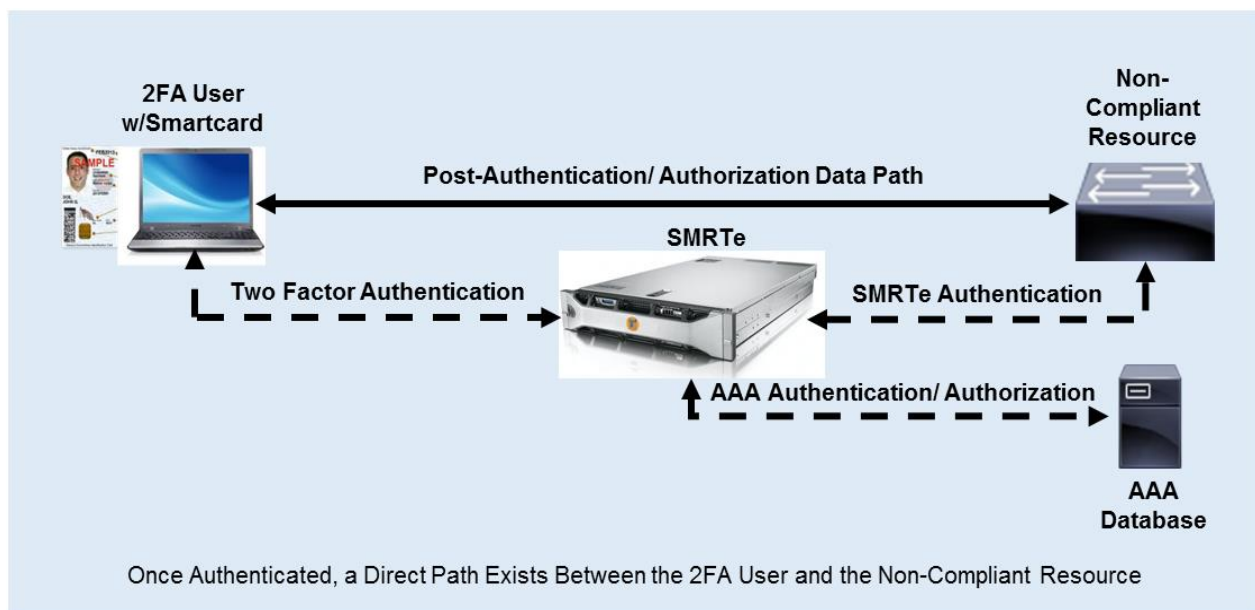 2FA User
w/Smartcard
Non-
Compliant
Resource
SAMPLE
Post-Authentication/ Authorization Data Path
SMRTe
Two Factor Authentication
SMRTe Authentication
AAA Authentication/ Authorization
AAA
Database
Once Authenticated, a Direct Path Exists Between the 2FA User and the Non-Compliant Resource